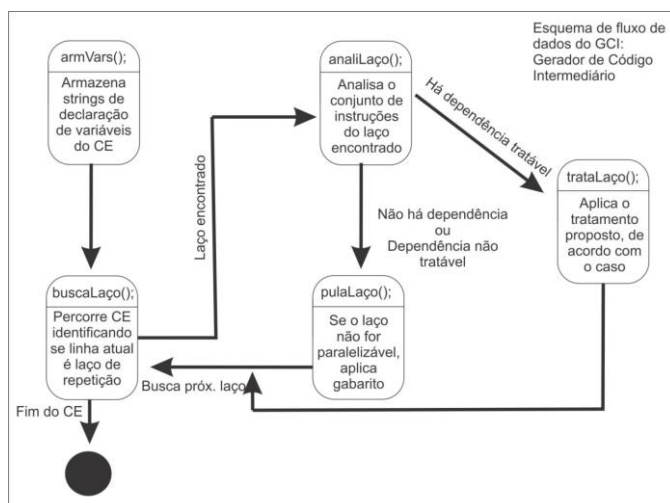 Esquema de fluxo de
dados do GCI:
Gerador de Código
Intermediário
armVars();
Armazena
strings de
declaração
de variáveis
do CE
analiLaço();
Analisa o
conjunto de
instruções
do laço
encontrado
Há dependência tratável
trataLaço();
Aplica o
tratamento
proposto, de
acordo com
o caso
Laço encontrado
Não há dependência
ou
Dependência não
tratável
buscaLaço();
Percorre CE
identificando
se linha atual
é laço de
repetição
pulaLaço();
Se o laço
não for
paralelizável,
aplica
gabarito
Busca próx. laço
Fim do CE